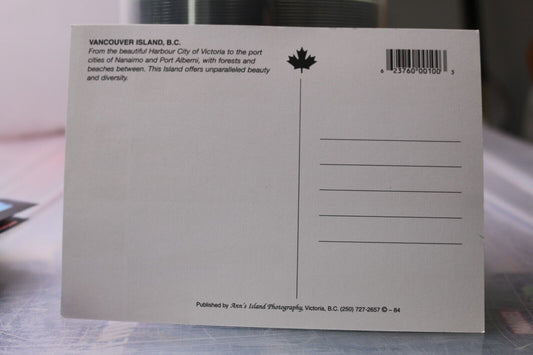 VANCOUVER ISLAND, B.C.
From the beautiful Harbour City of Victoria to the port
cities of Nanaimo and Port Alberni, with forests and
beaches between. This Island offers unparalleled beauty
and diversity.
6 23760 00100 3
Published by Ann's Island Photography, Victoria, B.C. (250) 727-2657 © – 84